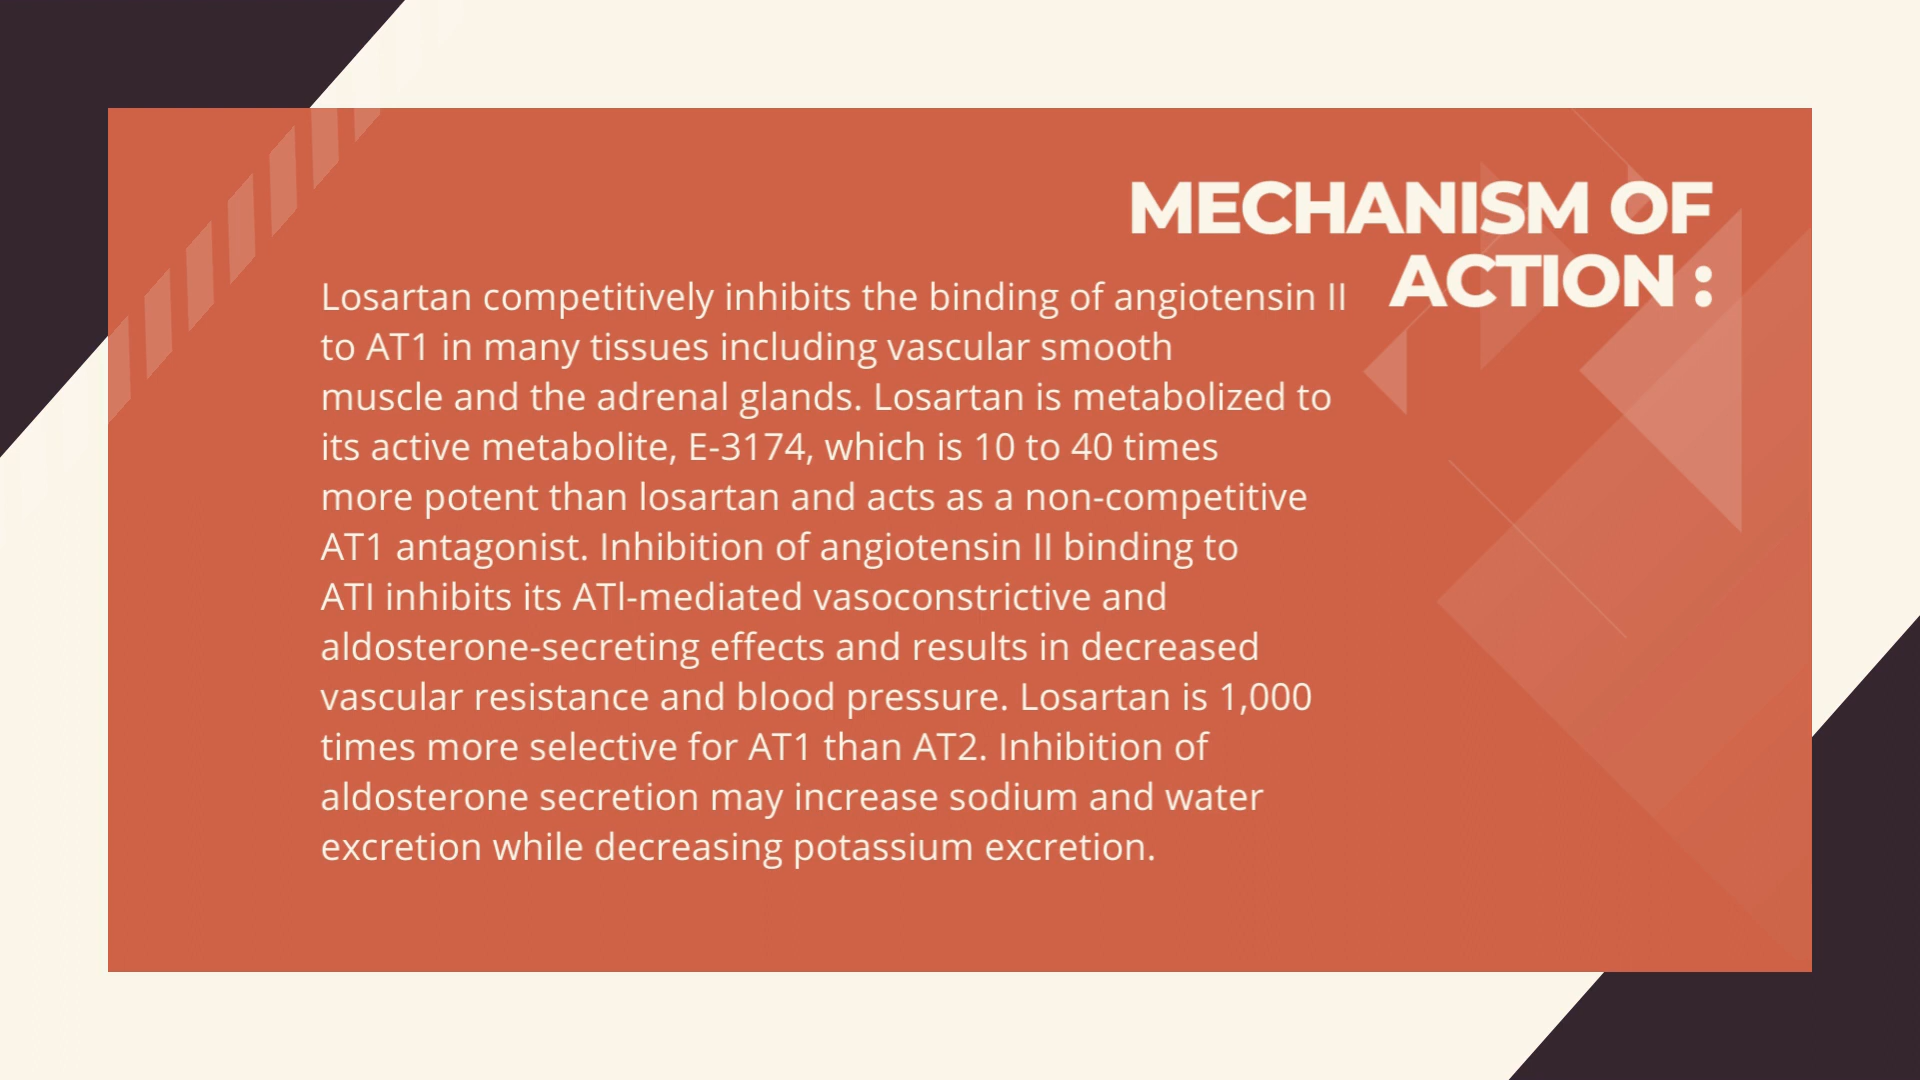 MECHANISM OF
ACTION :
Losartan competitively inhibits the binding of angiotensin II
to AT1 in many tissues including vascular smooth
muscle and the adrenal glands. Losartan is metabolized to
its active metabolite, E-3174, which is 10 to 40 times
more potent than losartan and acts as a non-competitive
AT1 antagonist. Inhibition of angiotensin II binding to
ATI inhibits its ATl-mediated vasoconstrictive and
aldosterone-secreting effects and results in decreased
vascular resistance and blood pressure. Losartan is 1,000
times more selective for AT1 than AT2. Inhibition of
aldosterone secretion may increase sodium and water
excretion while decreasing potassium excretion.